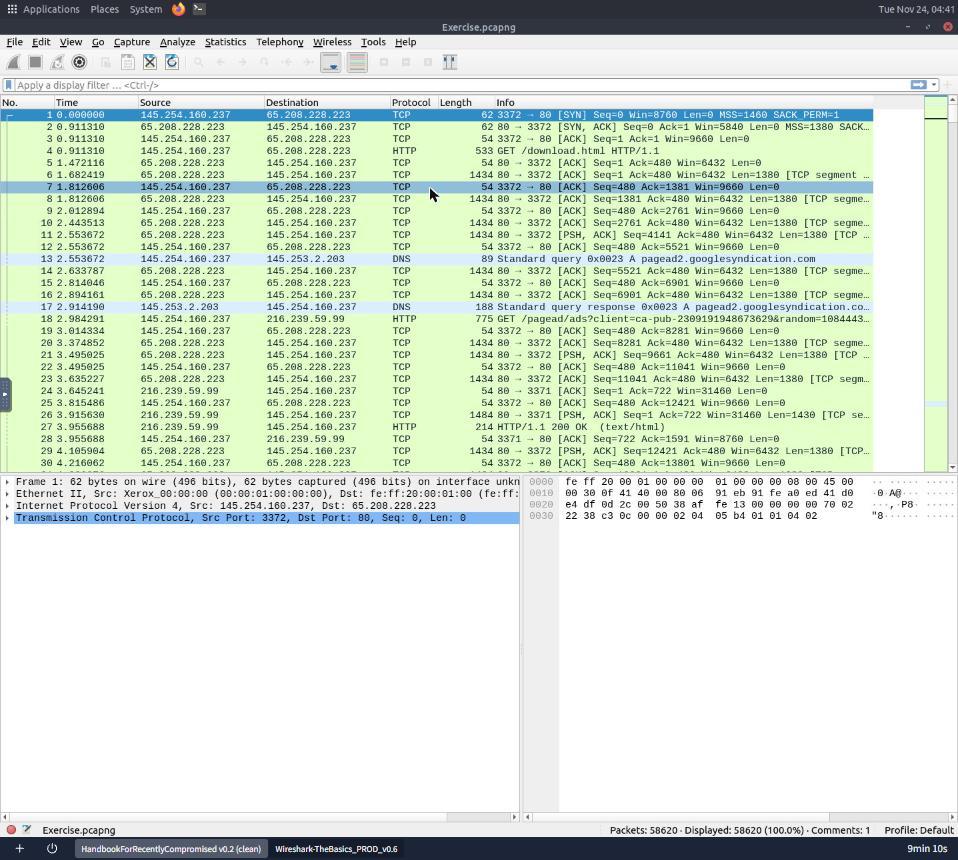 Applications Places System Tue Nov 24, 04:41
Exercise.pcapng
File Edit View Go Capture Analyze Statistics Telephony Wireless Tools Help
Apply a display filter ... <Ctrl-/>
No. Time Source Destination Protocol Length Info
1 0.000000 145.254.160.237 65.208.228.223 TCP 62 3372 → 80 [SYN] Seq=0 Win=8760 Len=0 MSS=1460 SACK_PERM=1
2 0.911310 65.208.228.223 145.254.160.237 TCP 62 80 → 3372 [SYN, ACK] Seq=0 Ack=1 Win=5840 Len=0 MSS=1380 SACK…
3 0.911310 145.254.160.237 65.208.228.223 TCP 54 3372 → 80 [ACK] Seq=1 Ack=1 Win=9660 Len=0
4 0.911310 145.254.160.237 65.208.228.223 HTTP 533 GET /download.html HTTP/1.1
5 1.472116 65.208.228.223 145.254.160.237 TCP 54 80 → 3372 [ACK] Seq=1 Ack=480 Win=6432 Len=0
6 1.682419 65.208.228.223 145.254.160.237 TCP 1434 80 → 3372 [ACK] Seq=1 Ack=480 Win=6432 Len=1380 [TCP segment …
7 1.812606 145.254.160.237 65.208.228.223 TCP 54 3372 → 80 [ACK] Seq=480 Ack=1381 Win=9660 Len=0
8 1.812606 65.208.228.223 145.254.160.237 TCP 1434 80 → 3372 [ACK] Seq=1381 Ack=480 Win=6432 Len=1380 [TCP segme…
9 2.012894 145.254.160.237 65.208.228.223 TCP 54 3372 → 80 [ACK] Seq=480 Ack=2761 Win=9660 Len=0
10 2.443513 65.208.228.223 145.254.160.237 TCP 1434 80 → 3372 [ACK] Seq=2761 Ack=480 Win=6432 Len=1380 [TCP segme…
11 2.553672 65.208.228.223 145.254.160.237 TCP 1434 80 → 3372 [PSH, ACK] Seq=4141 Ack=480 Win=6432 Len=1380 [TCP …
12 2.553672 145.254.160.237 65.208.228.223 TCP 54 3372 → 80 [ACK] Seq=480 Ack=5521 Win=9660 Len=0
13 2.553672 145.254.160.237 145.253.2.203 DNS 89 Standard query 0x0023 A pagead2.googlesyndication.com
14 2.633787 65.208.228.223 145.254.160.237 TCP 1434 80 → 3372 [ACK] Seq=5521 Ack=480 Win=6432 Len=1380 [TCP segme…
15 2.814046 145.254.160.237 65.208.228.223 TCP 54 3372 → 80 [ACK] Seq=480 Ack=6901 Win=9660 Len=0
16 2.894161 65.208.228.223 145.254.160.237 TCP 1434 80 → 3372 [ACK] Seq=6901 Ack=480 Win=6432 Len=1380 [TCP segme…
17 2.914190 145.253.2.203 145.254.160.237 DNS 188 Standard query response 0x0023 A pagead2.googlesyndication.co…
18 2.984291 145.254.160.237 216.239.59.99 HTTP 775 GET /pagead/ads?client=ca-pub-2309191948673629&random=1084443…
19 3.014334 145.254.160.237 65.208.228.223 TCP 54 3372 → 80 [ACK] Seq=480 Ack=8281 Win=9660 Len=0
20 3.374852 65.208.228.223 145.254.160.237 TCP 1434 80 → 3372 [ACK] Seq=8281 Ack=480 Win=6432 Len=1380 [TCP segme…
21 3.495025 65.208.228.223 145.254.160.237 TCP 1434 80 → 3372 [PSH, ACK] Seq=9661 Ack=480 Win=6432 Len=1380 [TCP …
22 3.495025 145.254.160.237 65.208.228.223 TCP 54 3372 → 80 [ACK] Seq=480 Ack=11041 Win=9660 Len=0
23 3.635227 65.208.228.223 145.254.160.237 TCP 1434 80 → 3372 [ACK] Seq=11041 Ack=480 Win=6432 Len=1380 [TCP segm…
24 3.645241 216.239.59.99 145.254.160.237 TCP 54 80 → 3371 [ACK] Seq=1 Ack=722 Win=31460 Len=0
25 3.815486 145.254.160.237 65.208.228.223 TCP 54 3372 → 80 [ACK] Seq=480 Ack=12421 Win=9660 Len=0
26 3.915630 216.239.59.99 145.254.160.237 TCP 1484 80 → 3371 [PSH, ACK] Seq=1 Ack=722 Win=31460 Len=1430 [TCP se…
27 3.955688 216.239.59.99 145.254.160.237 HTTP 214 HTTP/1.1 200 OK (text/html)
28 3.955688 145.254.160.237 216.239.59.99 TCP 54 3371 → 80 [ACK] Seq=722 Ack=1591 Win=8760 Len=0
29 4.105904 65.208.228.223 145.254.160.237 TCP 1434 80 → 3372 [PSH, ACK] Seq=12421 Ack=480 Win=6432 Len=1380 [TCP…
30 4.216062 145.254.160.237 65.208.228.223 TCP 54 3372 → 80 [ACK] Seq=480 Ack=13801 Win=9660 Len=0
Frame 1: 62 bytes on wire (496 bits), 62 bytes captured (496 bits) on interface unkn
Ethernet II, Src: Xerox_00:00:00 (00:00:01:00:00:00), Dst: fe:ff:20:00:01:00 (fe:ff:
Internet Protocol Version 4, Src: 145.254.160.237, Dst: 65.208.228.223
Transmission Control Protocol, Src Port: 3372, Dst Port: 80, Seq: 0, Len: 0
0000 fe ff 20 00 01 00 00 00 01 00 00 00 08 00 45 00 ·· ····· ······
0010 00 30 0f 41 40 00 80 06 91 eb 91 fe a0 ed 41 d0 ·0·A@··· ······
0020 e4 df 0d 2c 00 50 38 af fe 13 00 00 00 00 70 02 ···,·P8· ······
0030 22 38 c3 0c 00 00 02 04 05 b4 01 01 04 02 "8······ ······
Exercise.pcapng Packets: 58620 · Displayed: 58620 (100.0%) · Comments: 1 Profile: Default
+ HandbookForRecentlyCompromised v0.2 (clean) Wireshark-TheBasics_PROD_v0.6 9min 10s